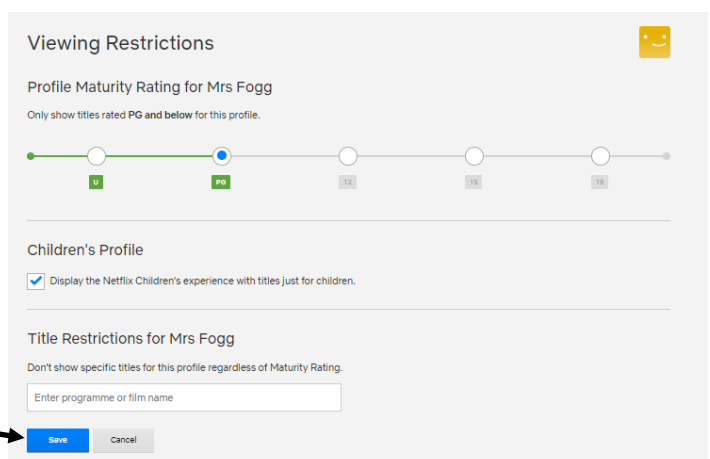 Viewing Restrictions
Profile Maturity Rating for Mrs Fogg
Only show titles rated PG and below for this profile.
U PG 12 15 18
Children's Profile
Display the Netflix Children's experience with titles just for children.
Title Restrictions for Mrs Fogg
Don't show specific titles for this profile regardless of Maturity Rating.
Enter programme or film name
Save Cancel